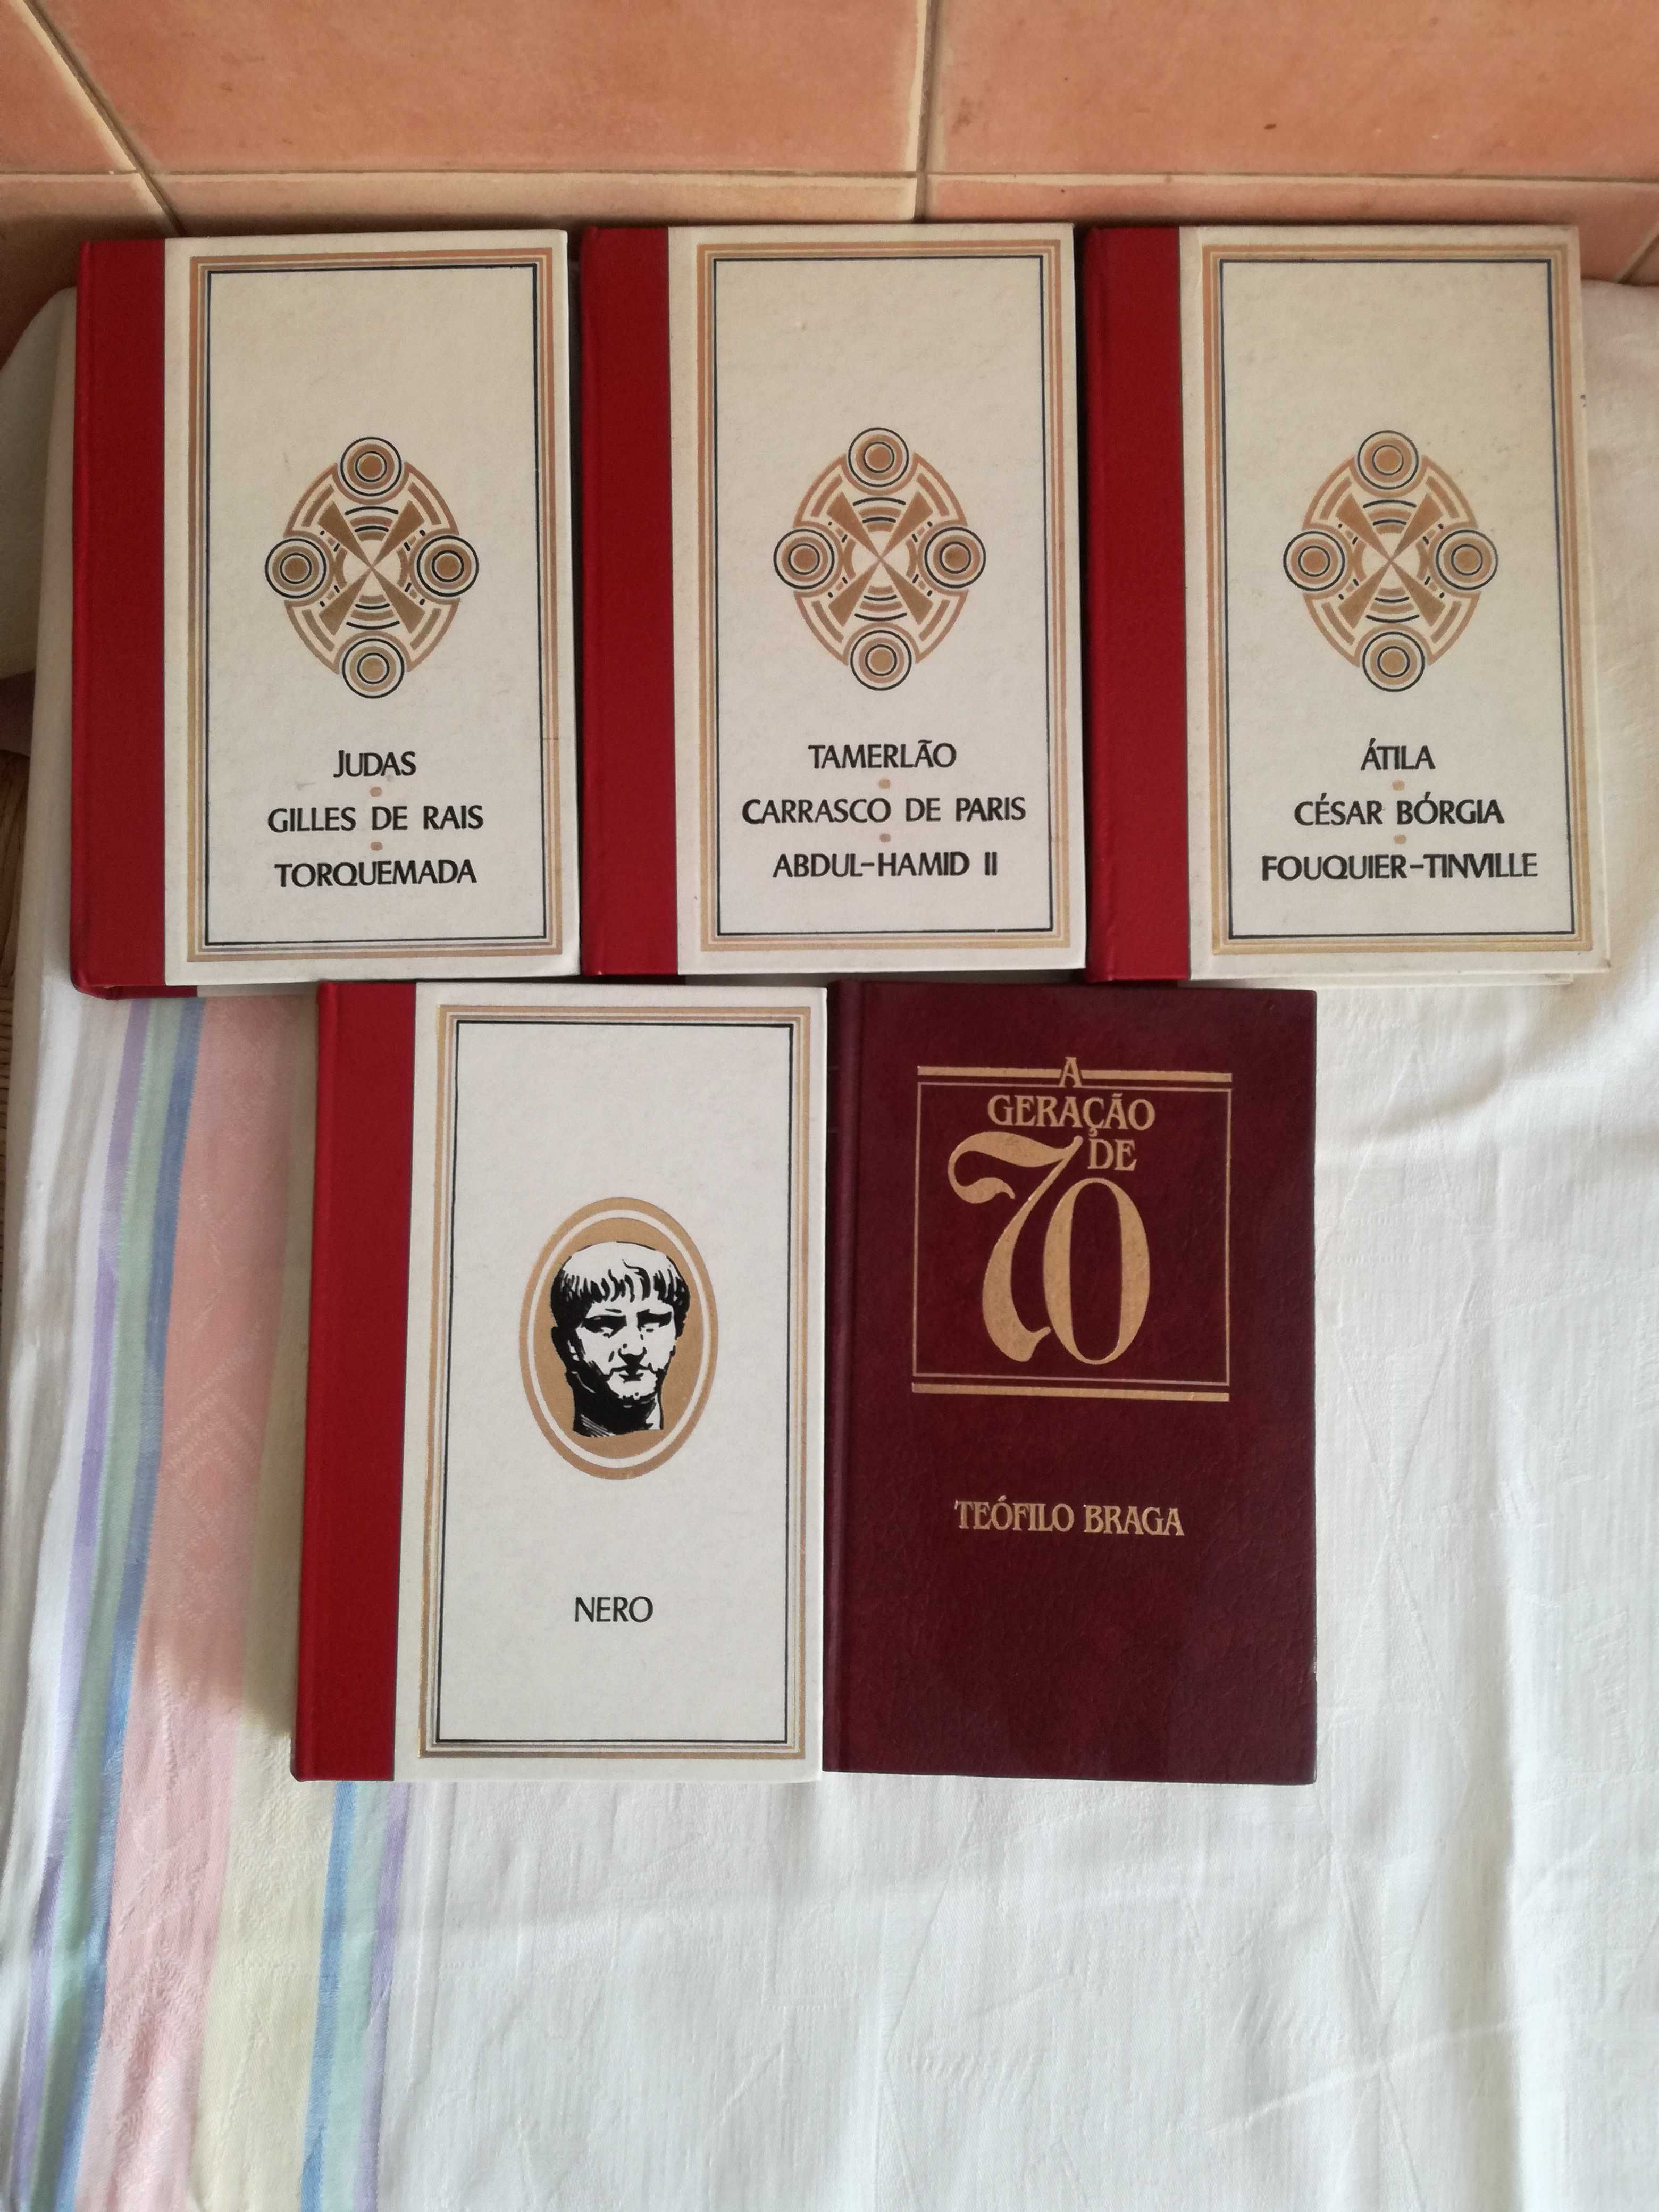 JUDAS
GILLES DE RAIS
TORQUEMADA
TAMERLÃO
CARRASCO DE PARIS
ABDUL-HAMID II
ÁTILA
CÉSAR BÓRGIA
FOUQUIER-TINVILLE
NERO
A
GERAÇÃO
DE
70
TEÓFILO BRAGA